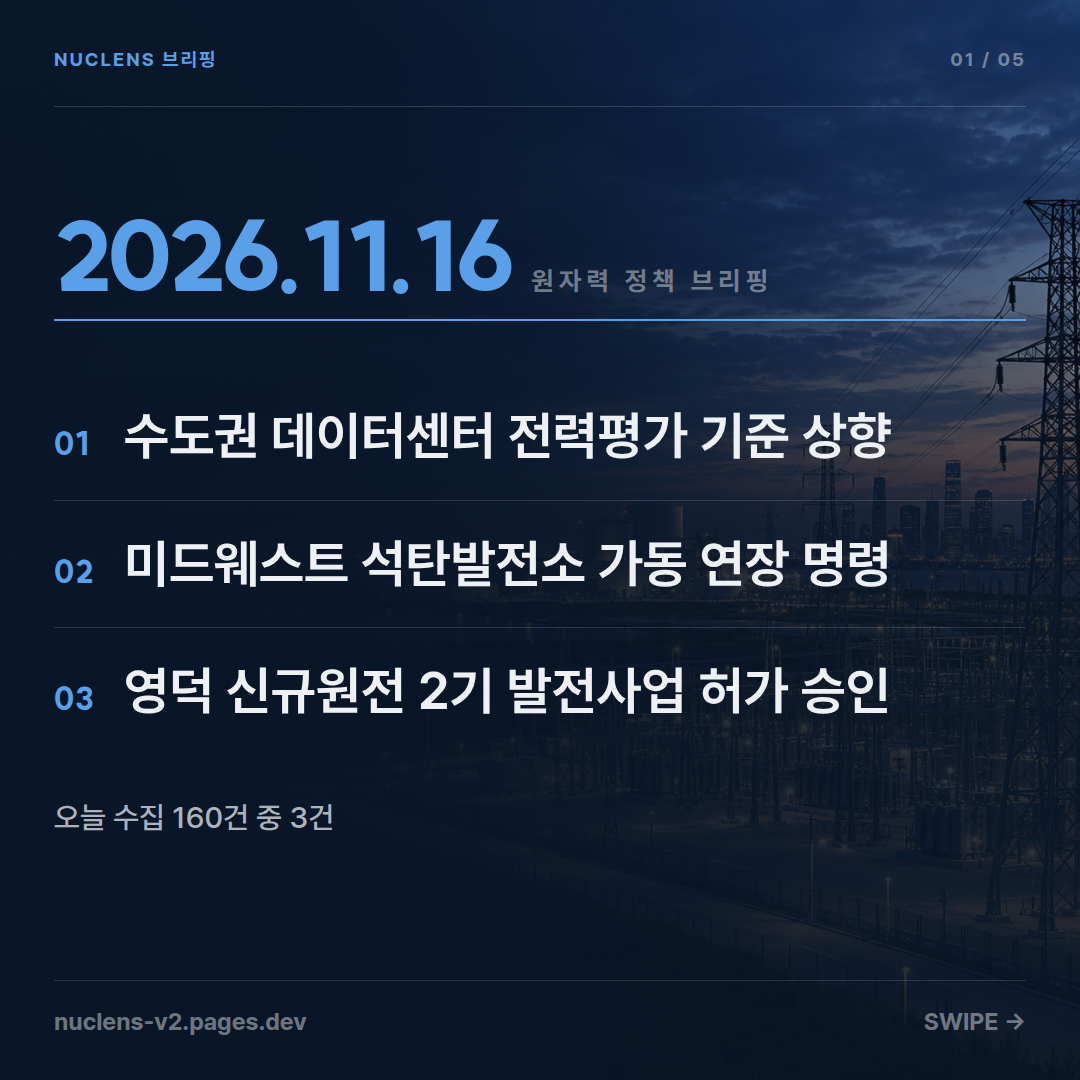 NUCLENS 브리핑
01 / 05
2026.11.16 원자력 정책 브리핑
01 수도권 데이터센터 전력평가 기준 상향
02 미드웨스트 석탄발전소 가동 연장 명령
03 영덕 신규원전 2기 발전사업 허가 승인
오늘 수집 160건 중 3건
nuclens-v2.pages.dev
SWIPE →